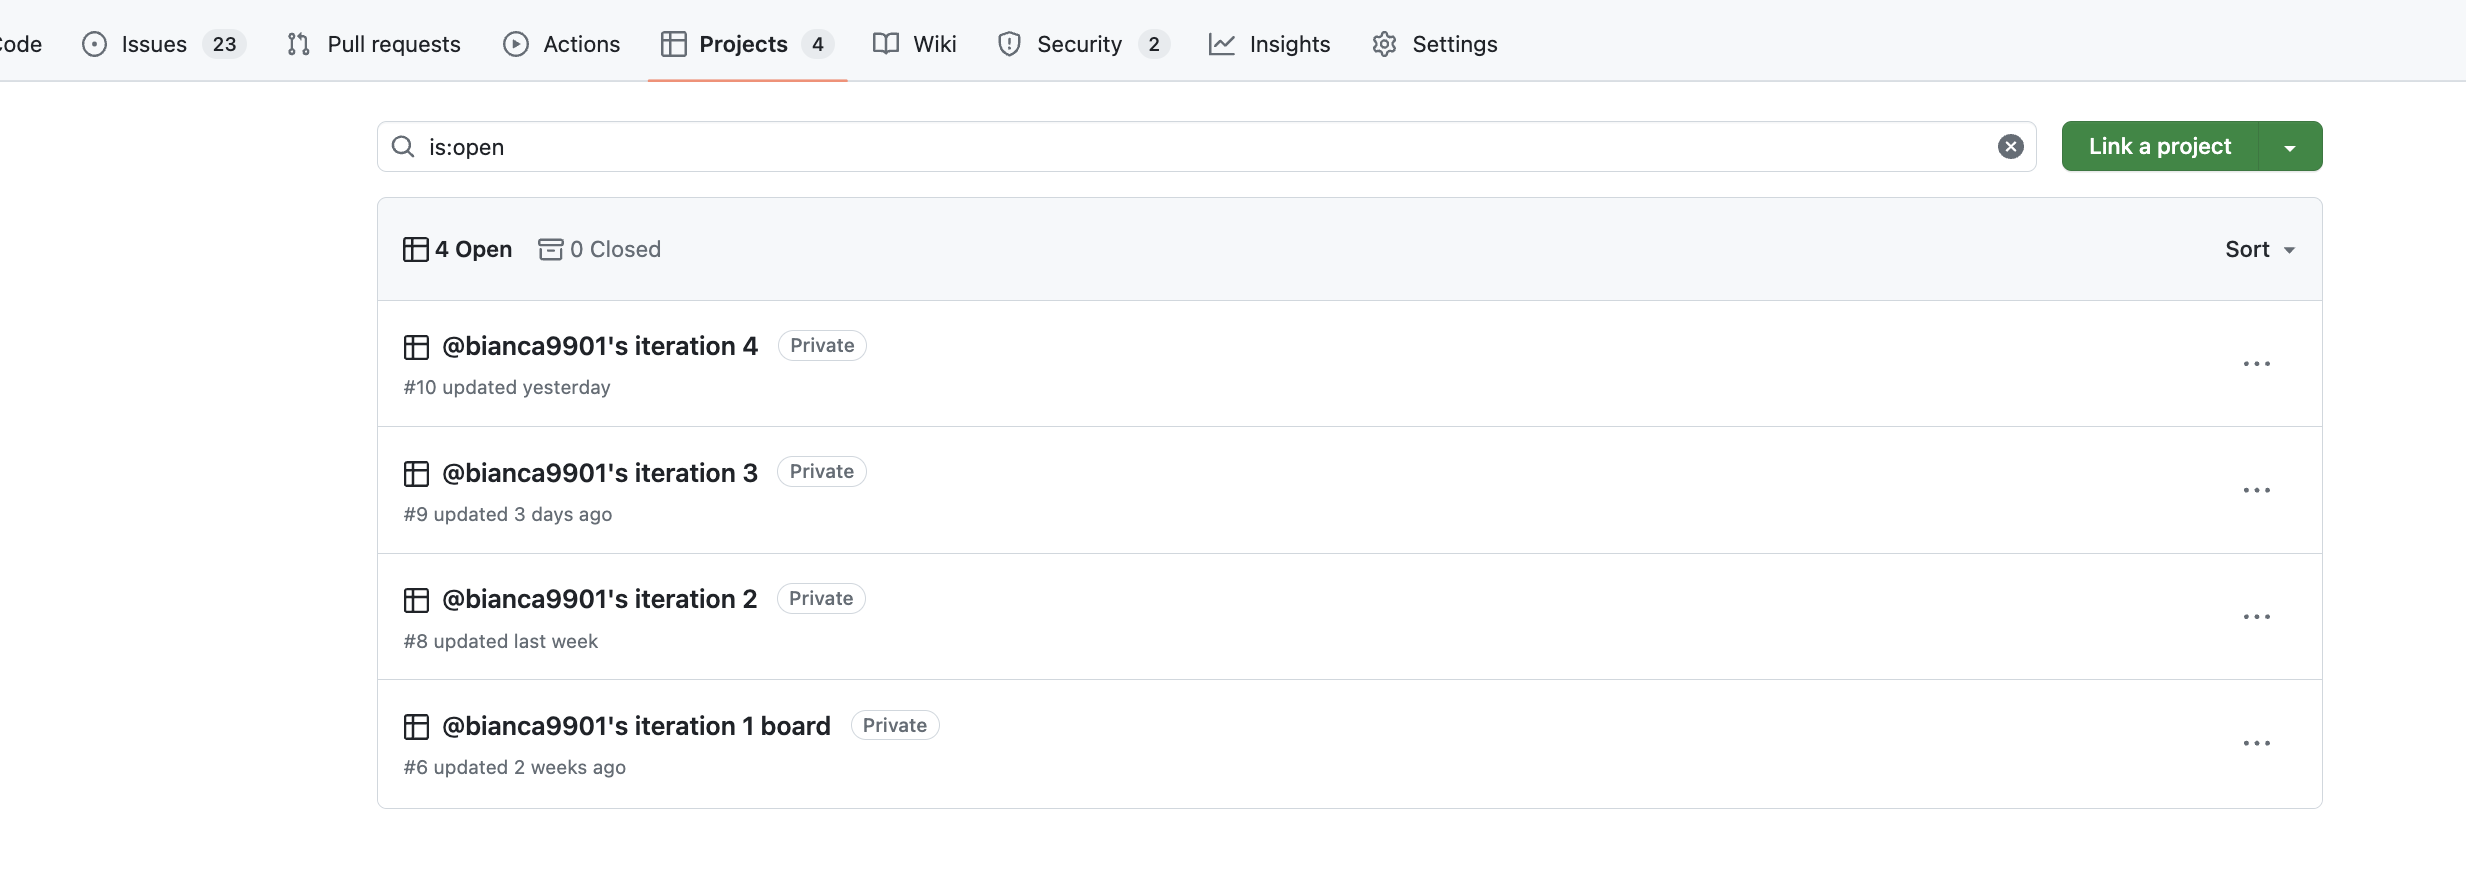 Code Issues 23 Pull requests Actions Projects 4 Wiki Security 2 Insights Settings
is:open
Link a project
4 Open 0 Closed Sort
@bianca9901's iteration 4 Private
#10 updated yesterday
@bianca9901's iteration 3 Private
#9 updated 3 days ago
@bianca9901's iteration 2 Private
#8 updated last week
@bianca9901's iteration 1 board Private
#6 updated 2 weeks ago